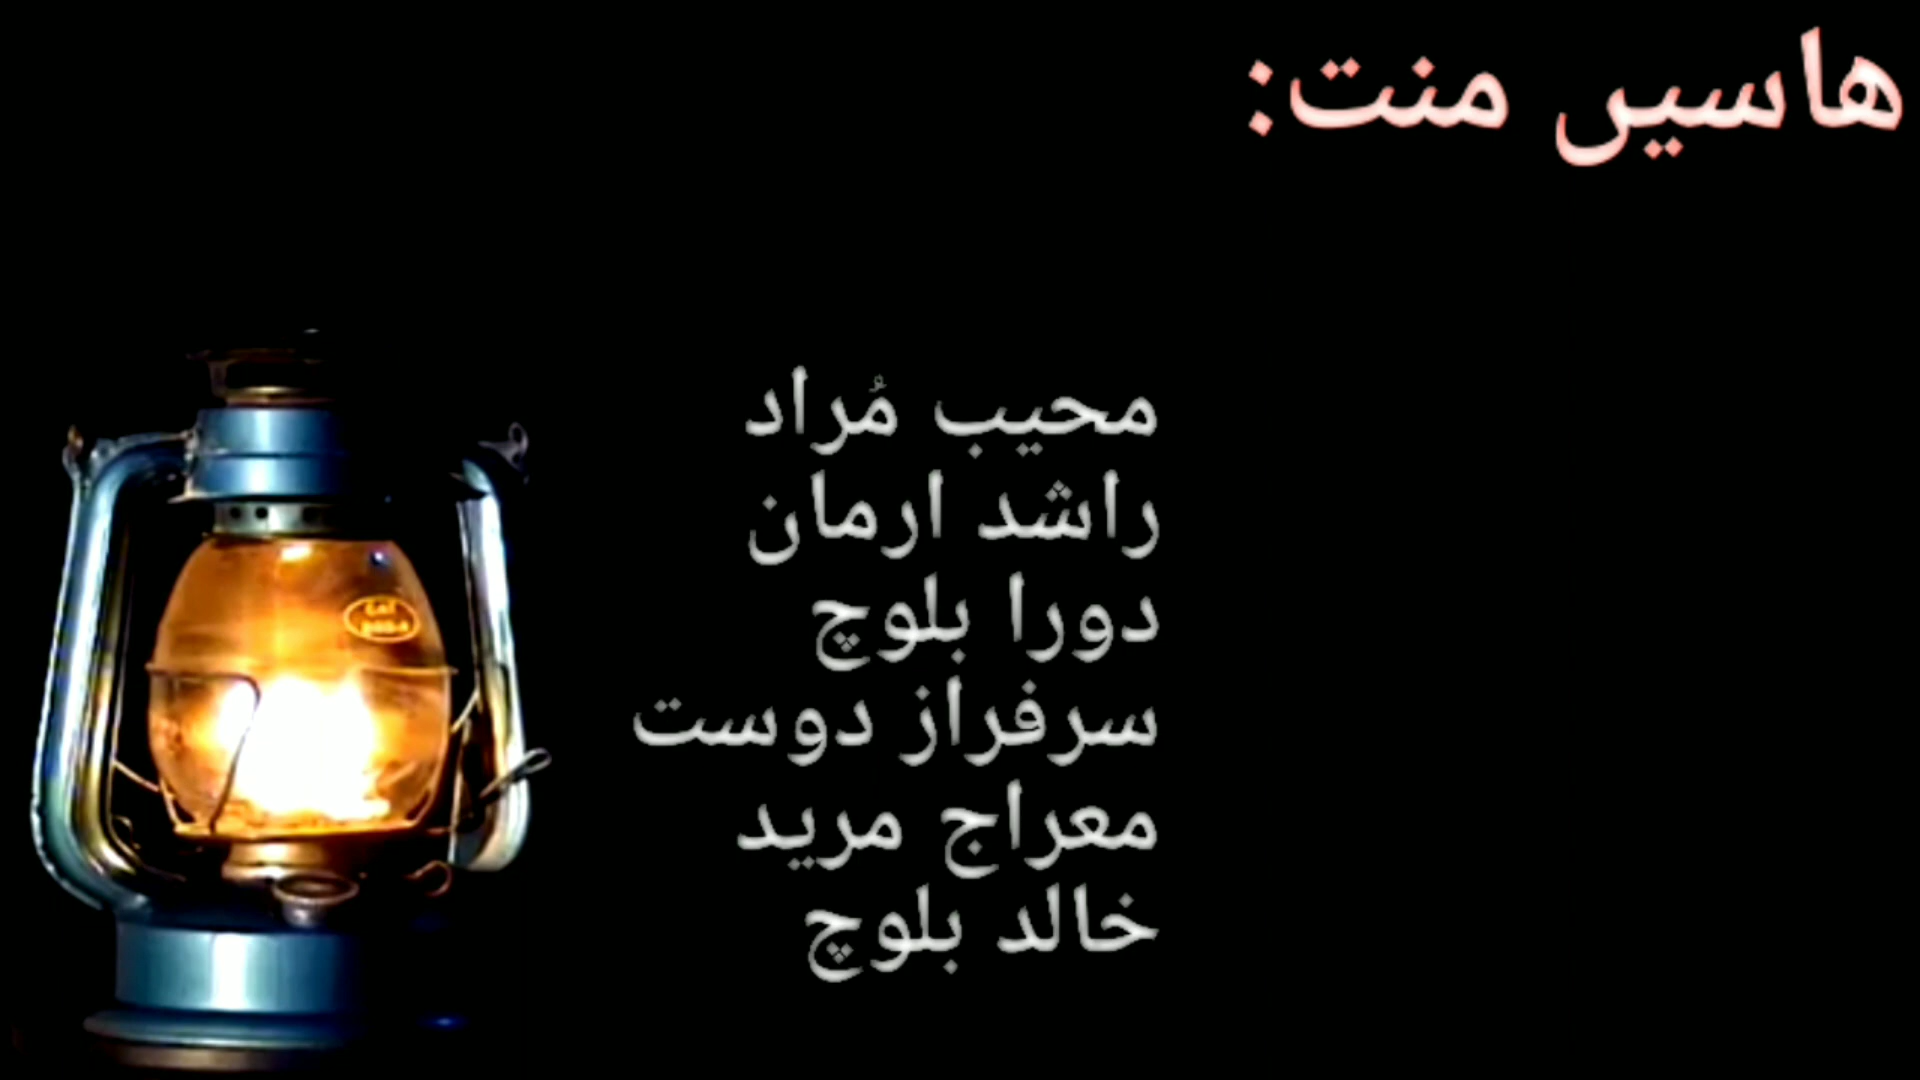 هاسیں منت:
محیب مُراد
راشد ارمان
دورا بلوچ
سرفراز دوست
معراج مرید
خالد بلوچ